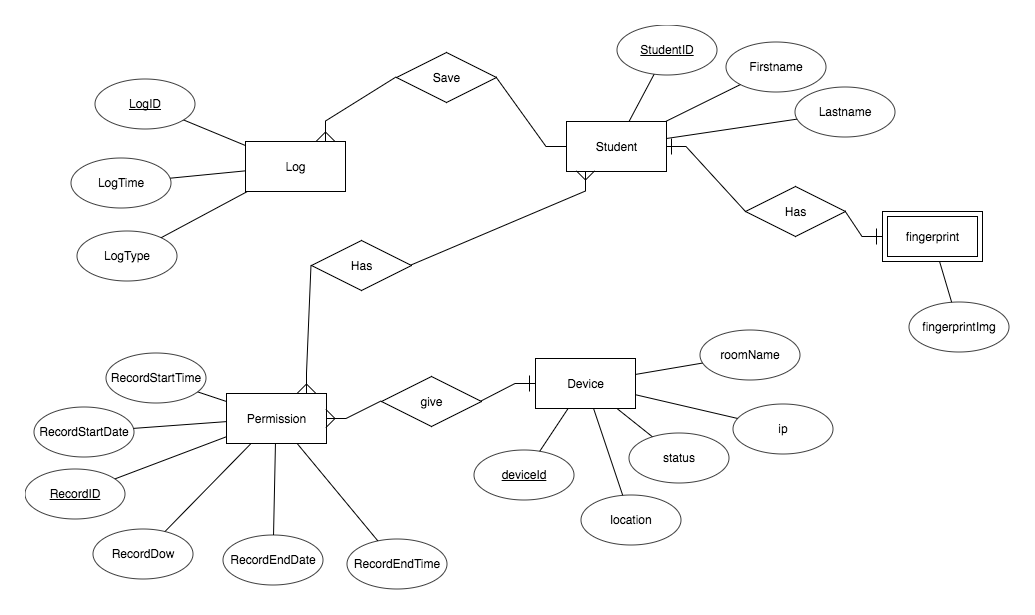 StudentID
Firstname
Save
LogID
Lastname
Student
Log
LogTime
Has
fingerprint
LogType
Has
fingerprintImg
roomName
RecordStartTime
Device
give
Permission
RecordStartDate
ip
status
deviceId
RecordID
location
RecordDow
RecordEndDate
RecordEndTime